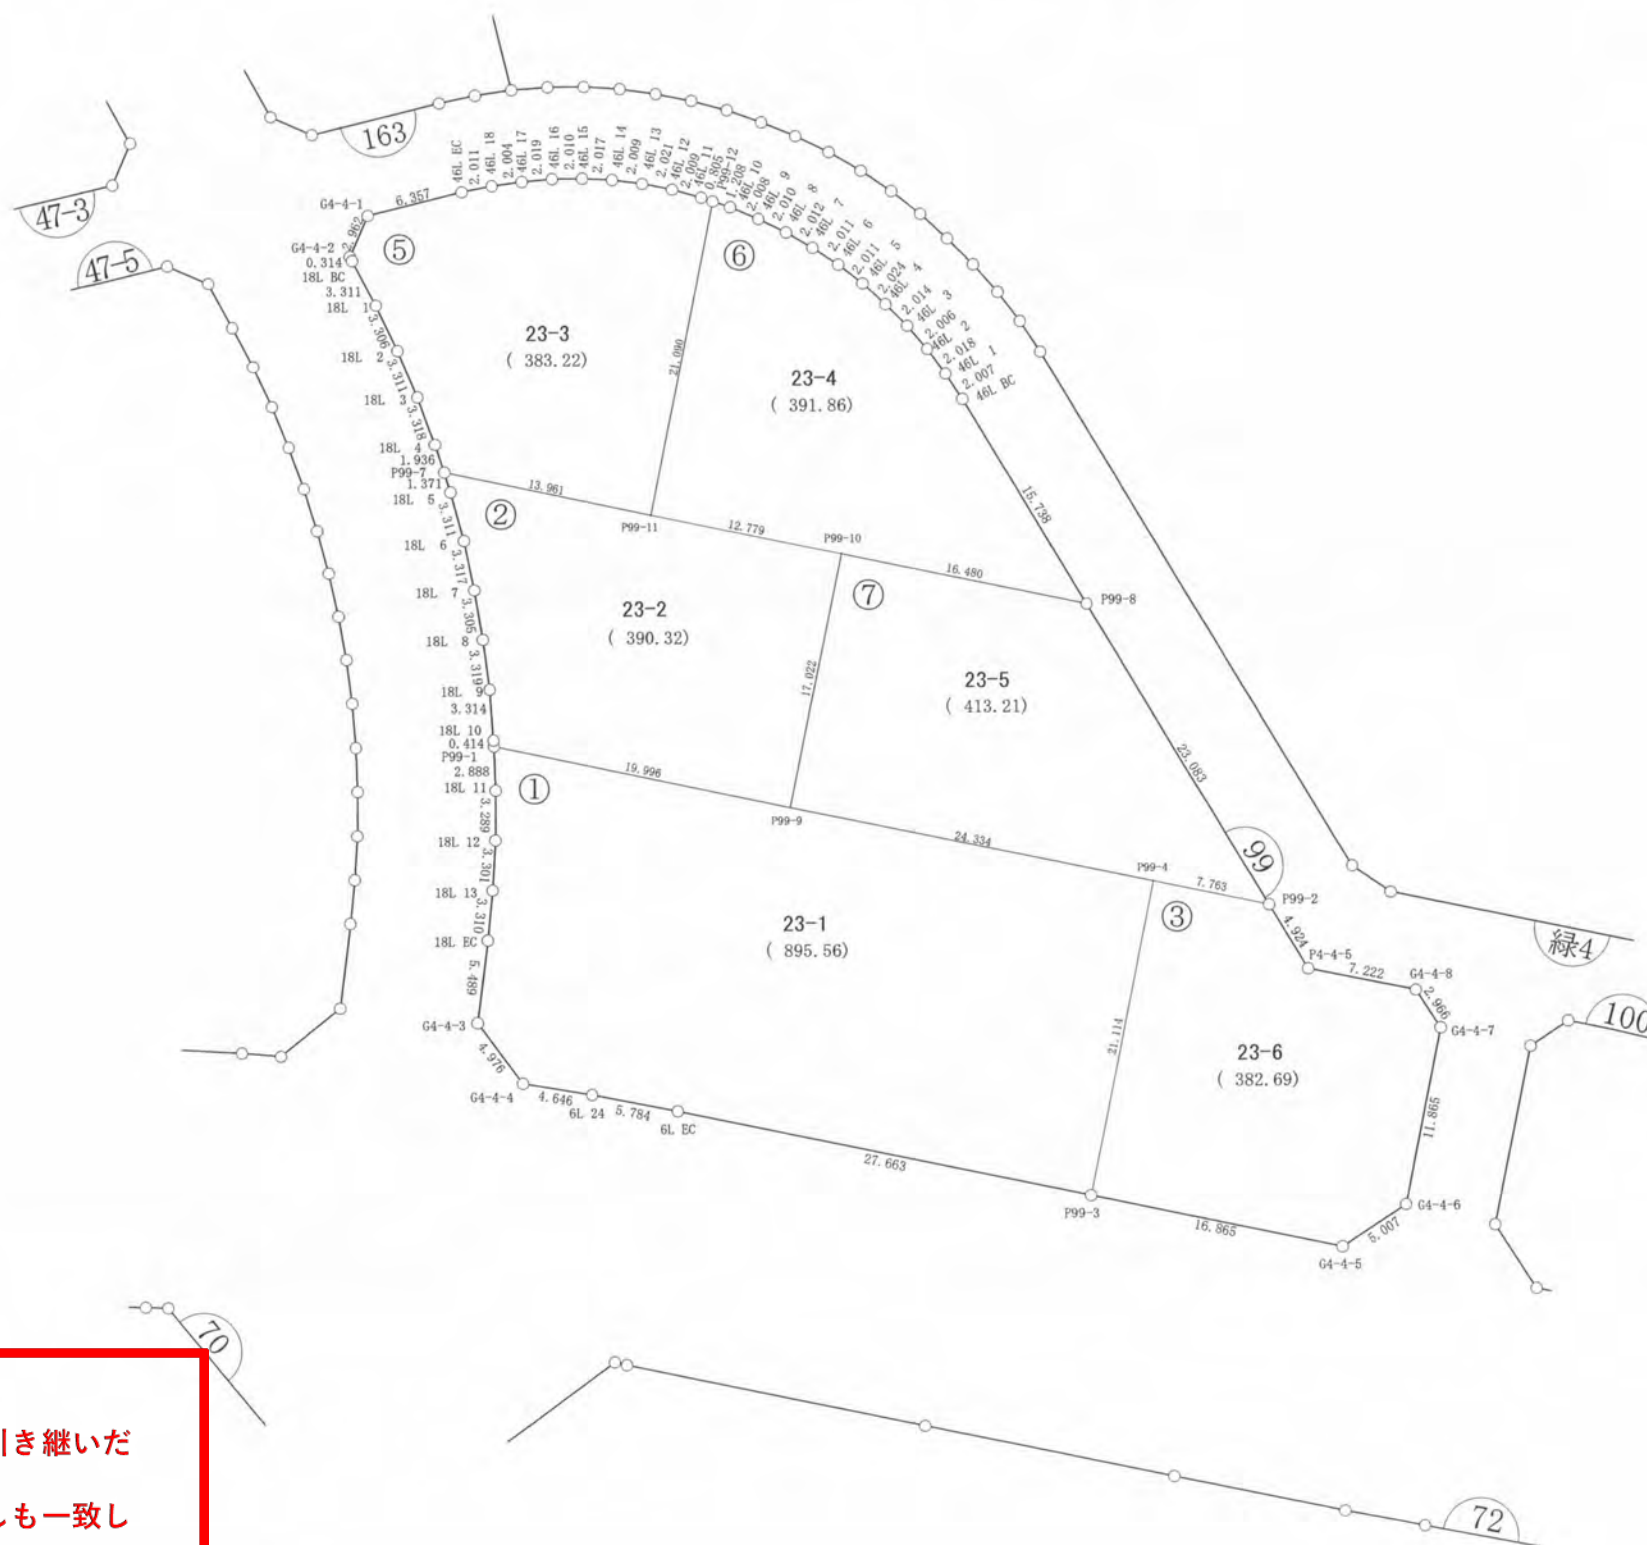 163
47-3
47-5
G4-4-1
6.357
46L EC
2.011
46L 18
2.004
46L 17
2.019
46L 16
2.010
46L 15
2.017
46L 14
2.009
46L 13
2.021
46L 12
2.009
46L 11
0.805
P99-12
1.208
46L 10
2.008
46L 9
2.010
46L 8
2.012
46L 7
2.011
46L 6
2.011
46L 5
2.024
46L 4
2.014
46L 3
2.006
46L 2
2.018
46L 1
2.007
46L BC
2.962
G4-4-2
0.314
18L BC
3.311
18L 1
3.306
18L 2
3.311
18L 3
3.318
18L 4
1.936
P99-7
1.371
18L 5
3.311
18L 6
3.317
18L 7
3.305
18L 8
3.319
18L 9
3.314
18L 10
0.414
P99-1
2.888
18L 11
3.289
18L 12
3.301
18L 13
3.310
18L EC
5.489
G4-4-3
4.976
G4-4-4
4.646
6L 24
5.784
6L EC
27.663
⑤
⑥
23-3
( 383.22)
21.090
23-4
( 391.86)
15.738
13.961
②
P99-11
12.779
P99-10
16.480
P99-8
⑦
23-2
( 390.32)
17.022
23-5
( 413.21)
23.083
①
19.996
P99-9
24.334
P99-4
7.763
99
P99-2
③
4.924
P4-4-5
7.222
G4-4-8
2.966
G4-4-7
緑4
100
23-1
( 895.56)
21.114
23-6
( 382.69)
11.865
G4-4-6
5.007
G4-4-5
16.865
P99-3
70
72
き継いだ
も一致し